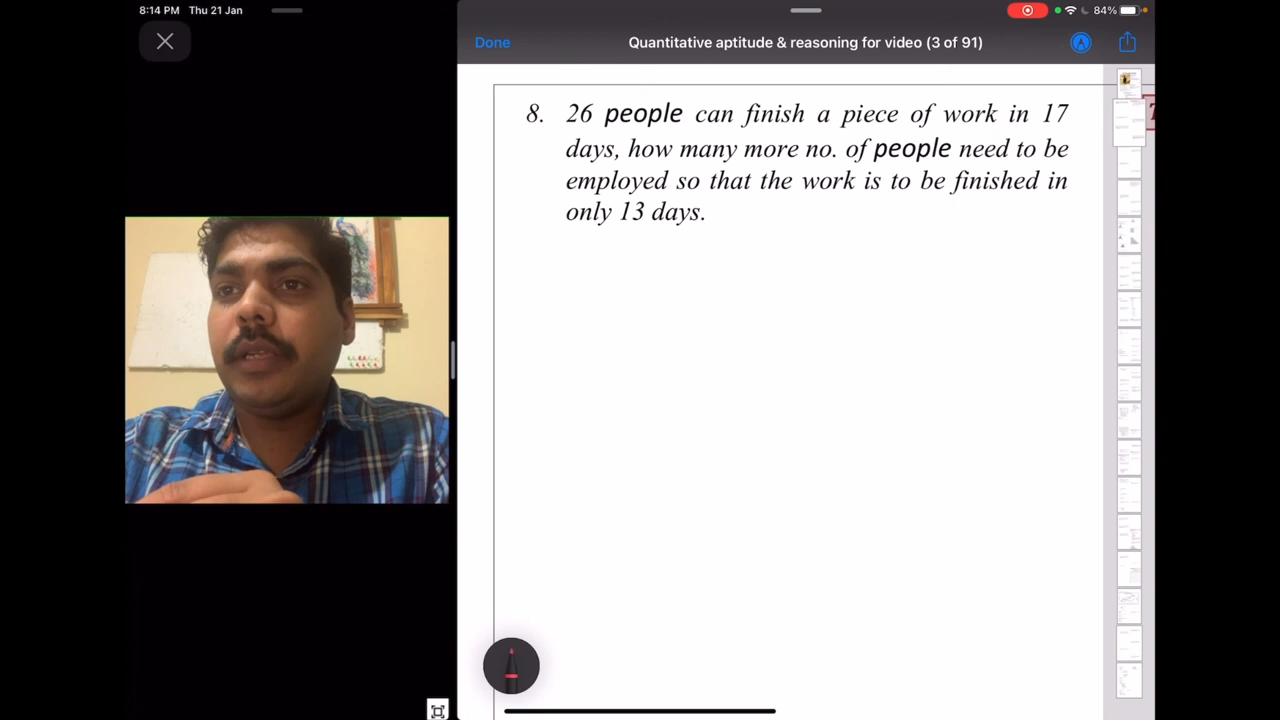 8:14 PM Thu 21 Jan
84%
Done
Quantitative aptitude & reasoning for video (3 of 91)
8. 26 people can finish a piece of work in 17
days, how many more no. of people need to be
employed so that the work is to be finished in
only 13 days.